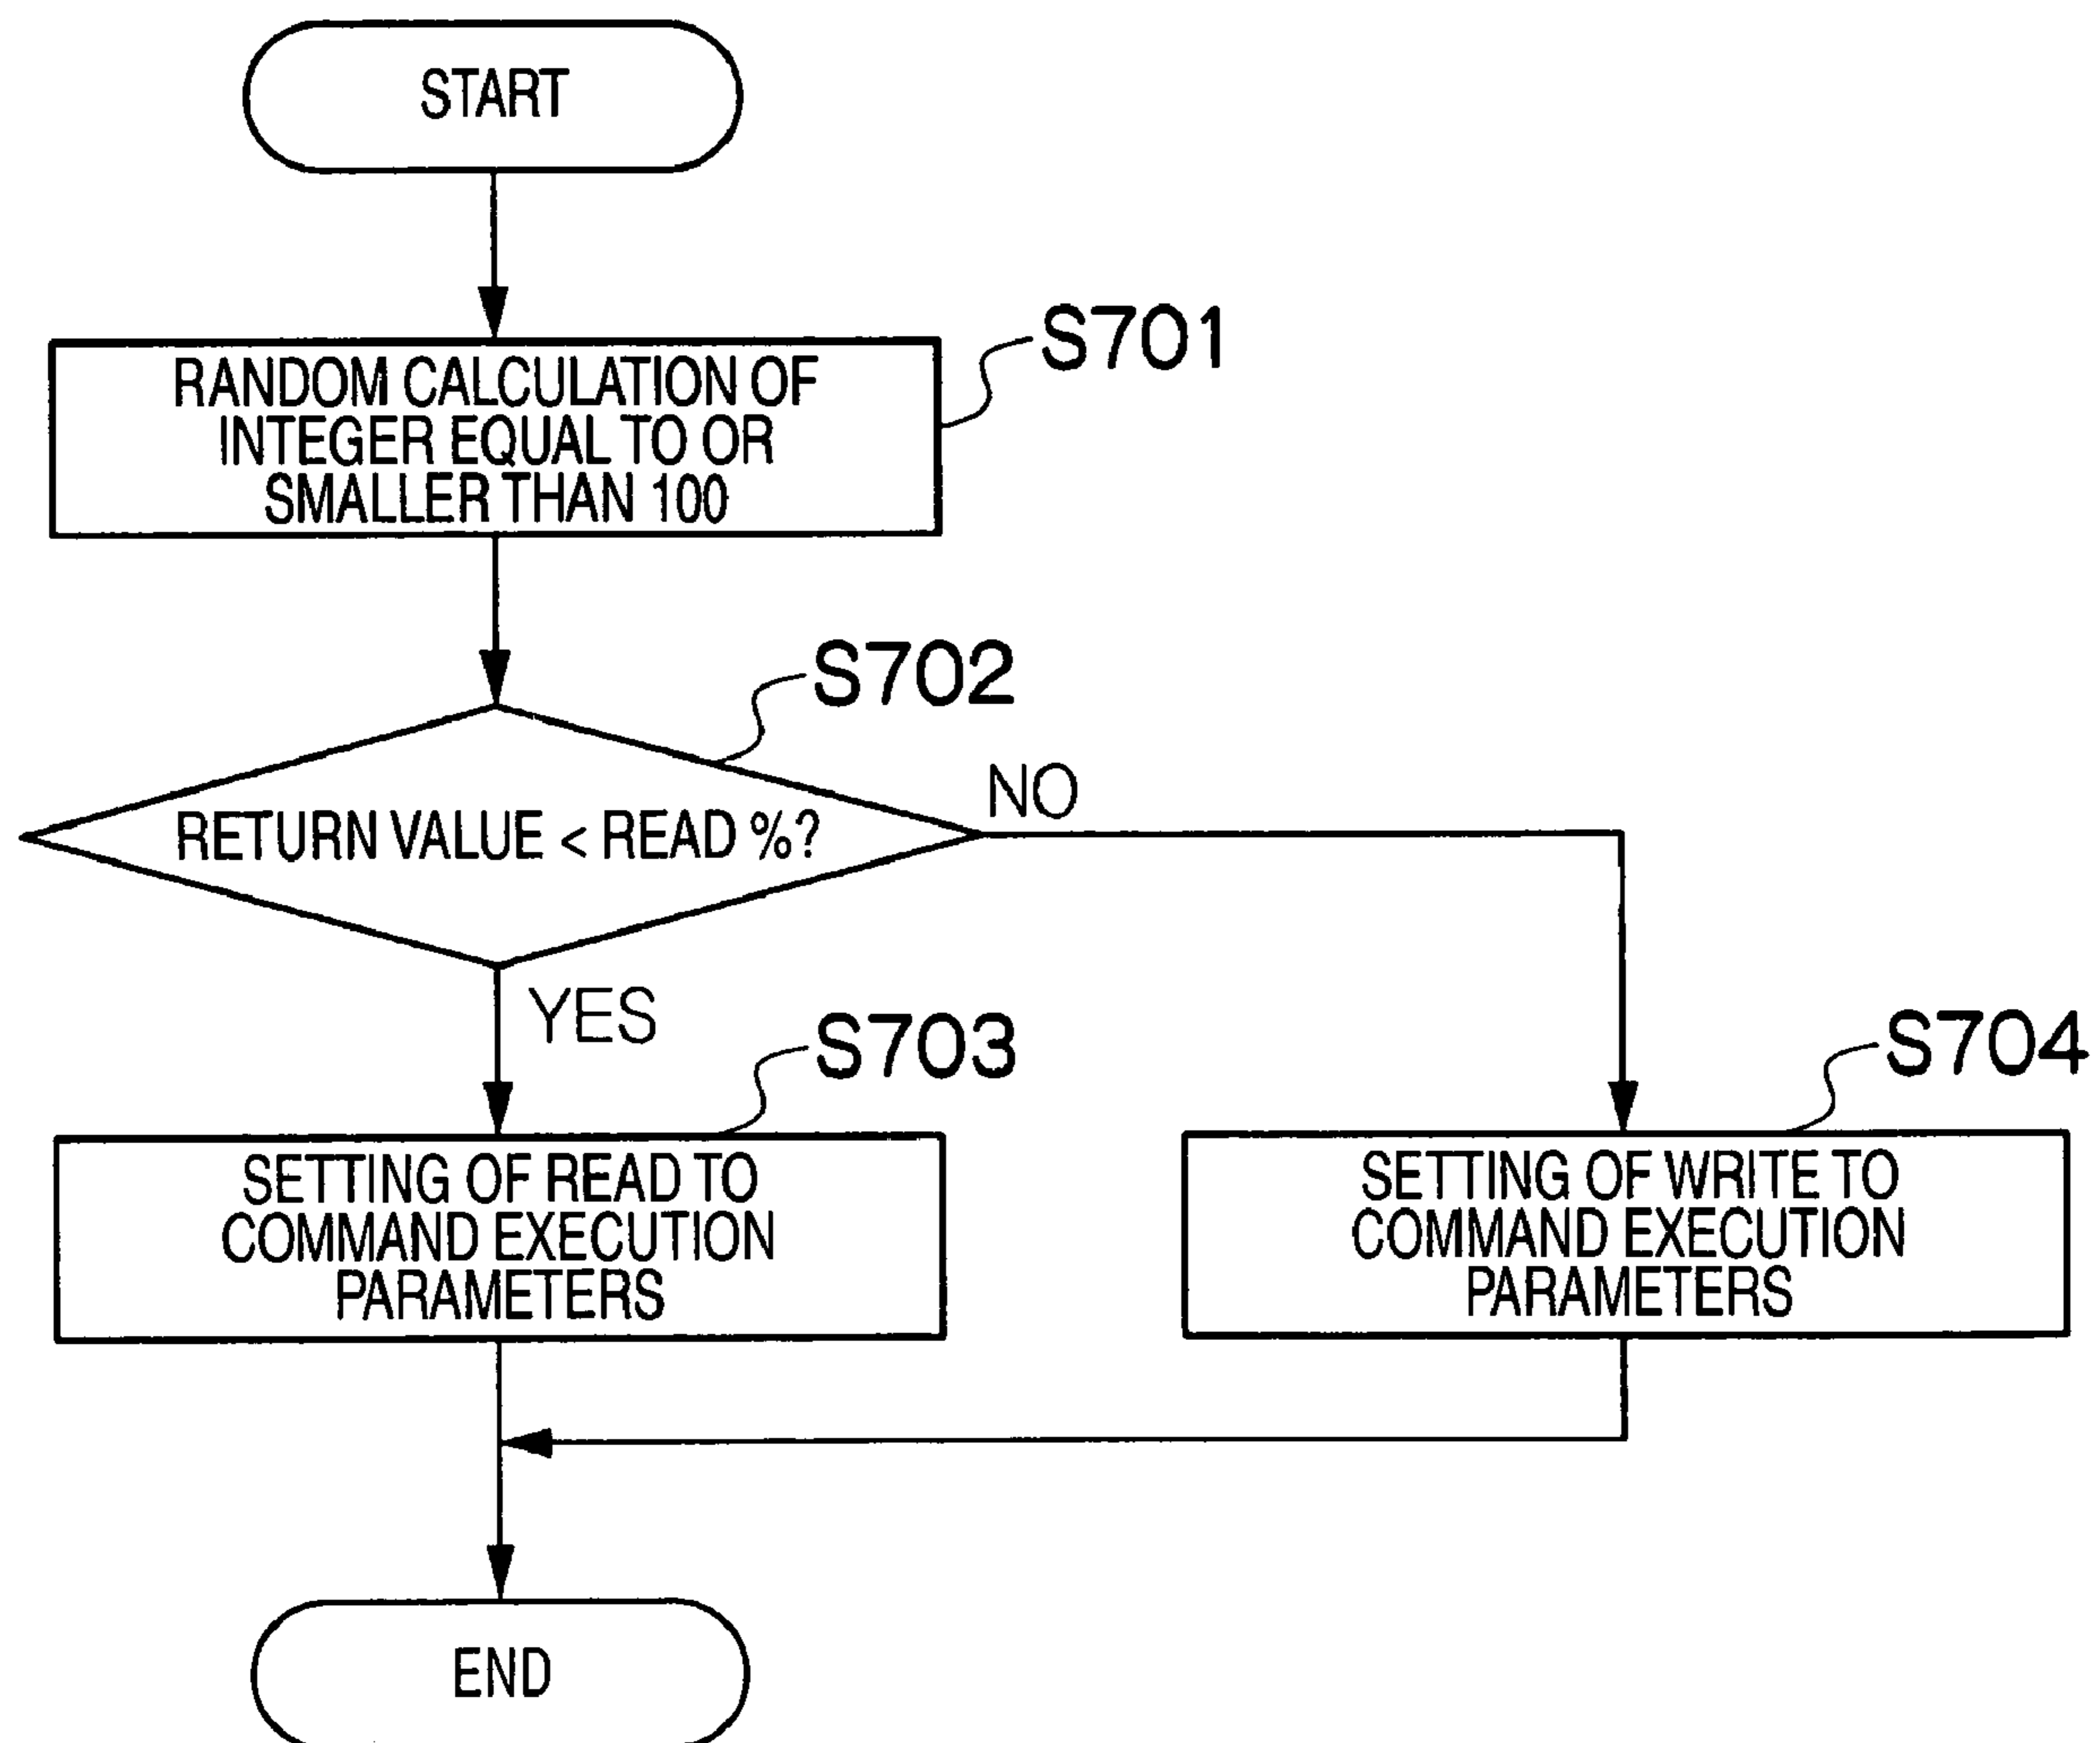 START
S701
RANDOM CALCULATION OF
INTEGER EQUAL TO OR
SMALLER THAN 100
S702
RETURN VALUE < READ %?
NO
YES
S703
S704
SETTING OF READ TO
COMMAND EXECUTION
PARAMETERS
SETTING OF WRITE TO
COMMAND EXECUTION
PARAMETERS
END